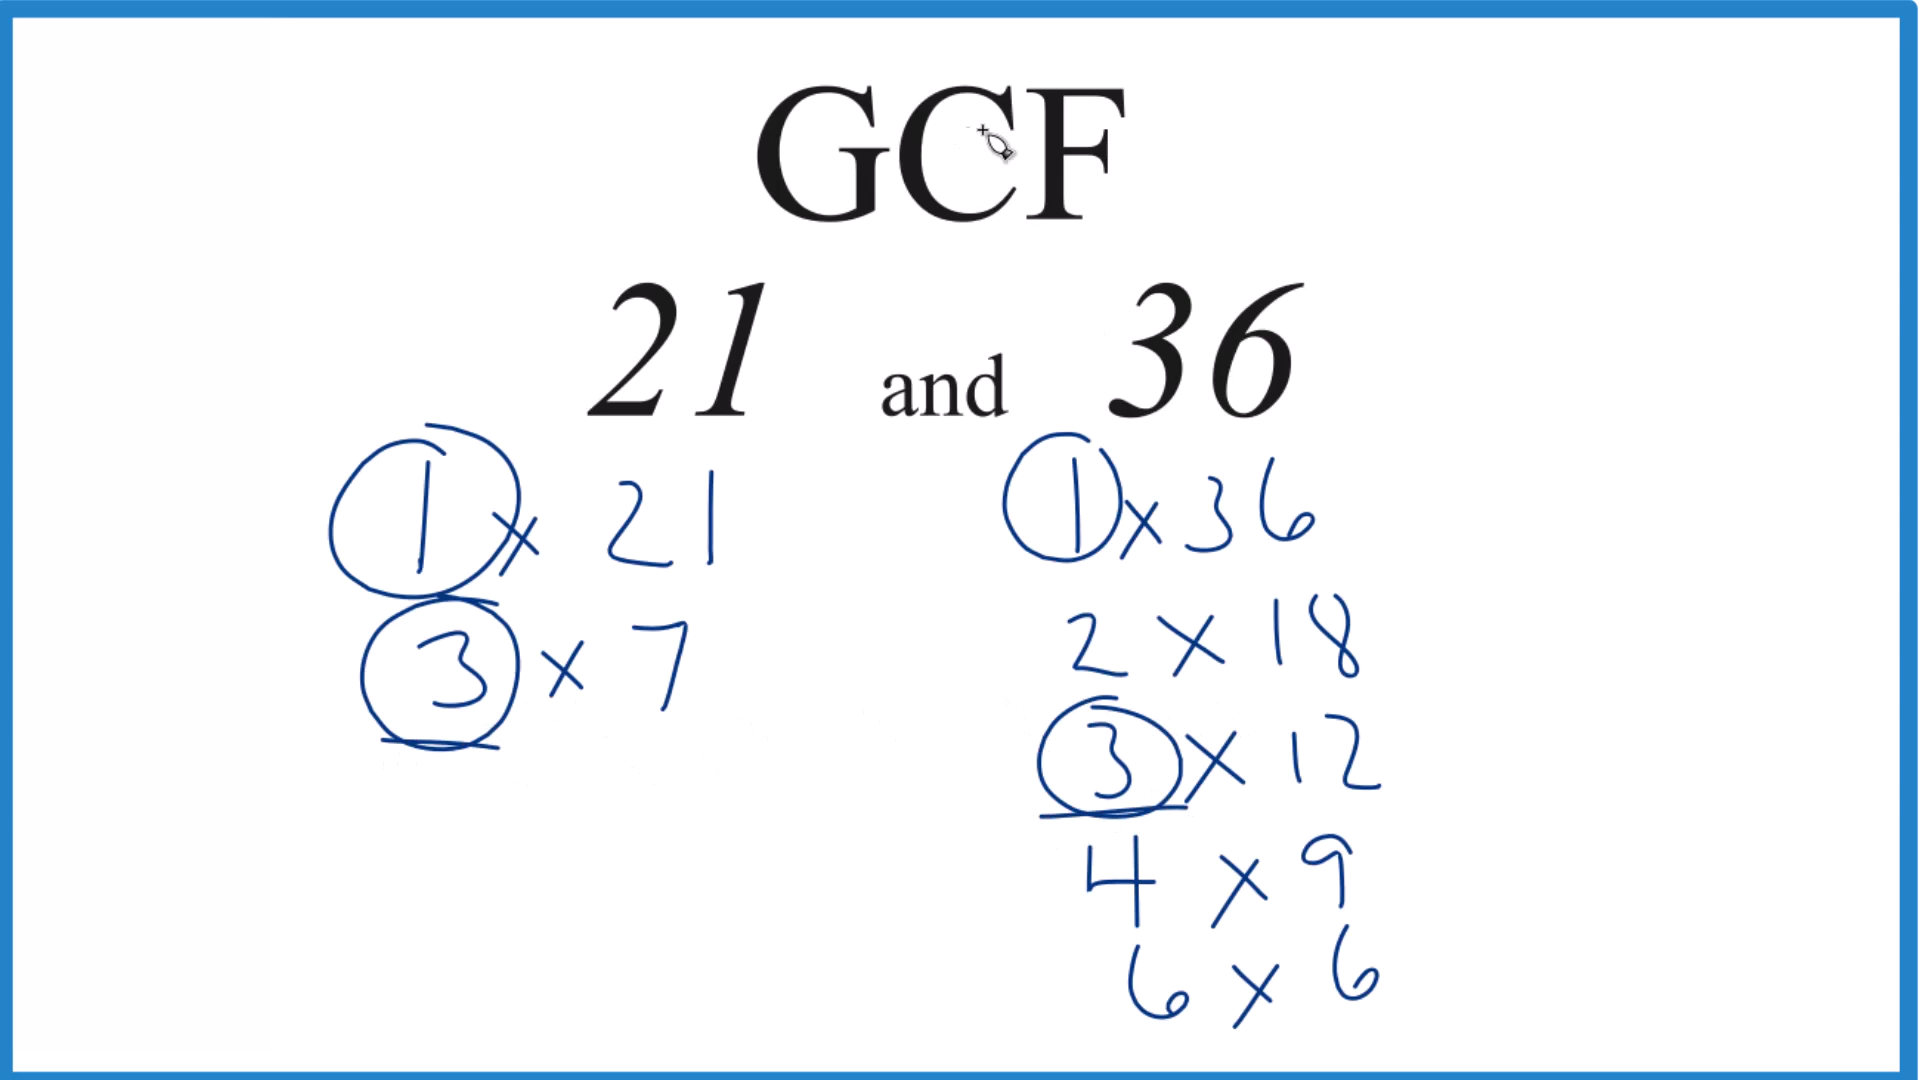 GCF
21 and 36
1 x 21
3 x 7
1 x 36
2 x 18
3 x 12
4 x 9
6 x 6